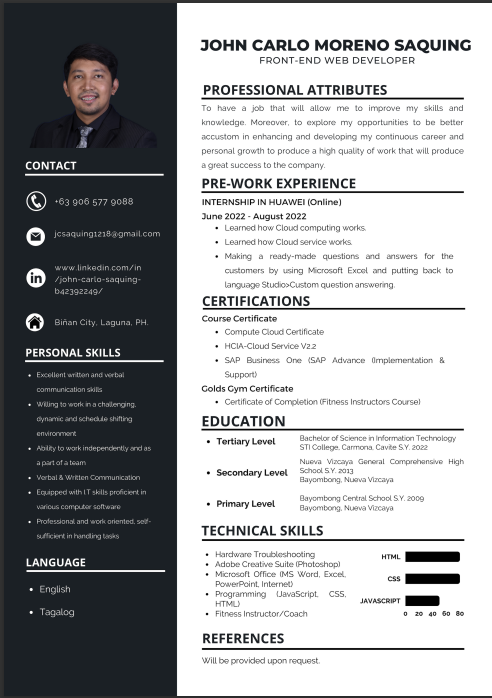 JOHN CARLO MORENO SAQUING
FRONT-END WEB DEVELOPER
CONTACT
+63 906 577 9088
jcsaquing1218@gmail.com
www.linkedin.com/in
/john-carlo-saquing-
b42392249/
Biñan City, Laguna, PH.
PERSONAL SKILLS
Excellent written and verbal
communication skills
Willing to work in a challenging,
dynamic and schedule shifting
environment
Ability to work independently and as
a part of a team
Verbal & Written Communication
Equipped with I.T skills proficient in
various computer software
Professional and work oriented, self-
sufficient in handling tasks
LANGUAGE
English
Tagalog
PROFESSIONAL ATTRIBUTES
To have a job that will allow me to improve my skills and
knowledge. Moreover, to explore my opportunities to be better
accustom in enhancing and developing my continuous career and
personal growth to produce a high quality of work that will produce
a great success to the company.
PRE-WORK EXPERIENCE
INTERNSHIP IN HUAWEI (Online)
June 2022 - August 2022
Learned how Cloud computing works.
Learned how Cloud service works.
Making a ready-made questions and answers for the
customers by using Microsoft Excel and putting back to
language Studio>Custom question answering.
CERTIFICATIONS
Course Certificate
Compute Cloud Certificate
HCIA-Cloud Service V2.2
SAP Business One (SAP Advance (Implementation &
Support)
Golds Gym Certificate
Certificate of Completion (Fitness Instructors Course)
EDUCATION
Tertiary Level
Bachelor of Science in Information Technology
STI College, Carmona, Cavite S.Y. 2022
Secondary Level
Nueva Vizcaya General Comprehensive High
School S.Y. 2013
Bayombong, Nueva Vizcaya
Primary Level
Bayombong Central School S.Y. 2009
Bayombong, Nueva Vizcaya
TECHNICAL SKILLS
Hardware Troubleshooting
Adobe Creative Suite (Photoshop)
Microsoft Office (MS Word, Excel,
PowerPoint, Internet)
Programming (JavaScript, CSS,
HTML)
Fitness Instructor/Coach
HTML
CSS
JAVASCRIPT
0 20 40 60 80
REFERENCES
Will be provided upon request.